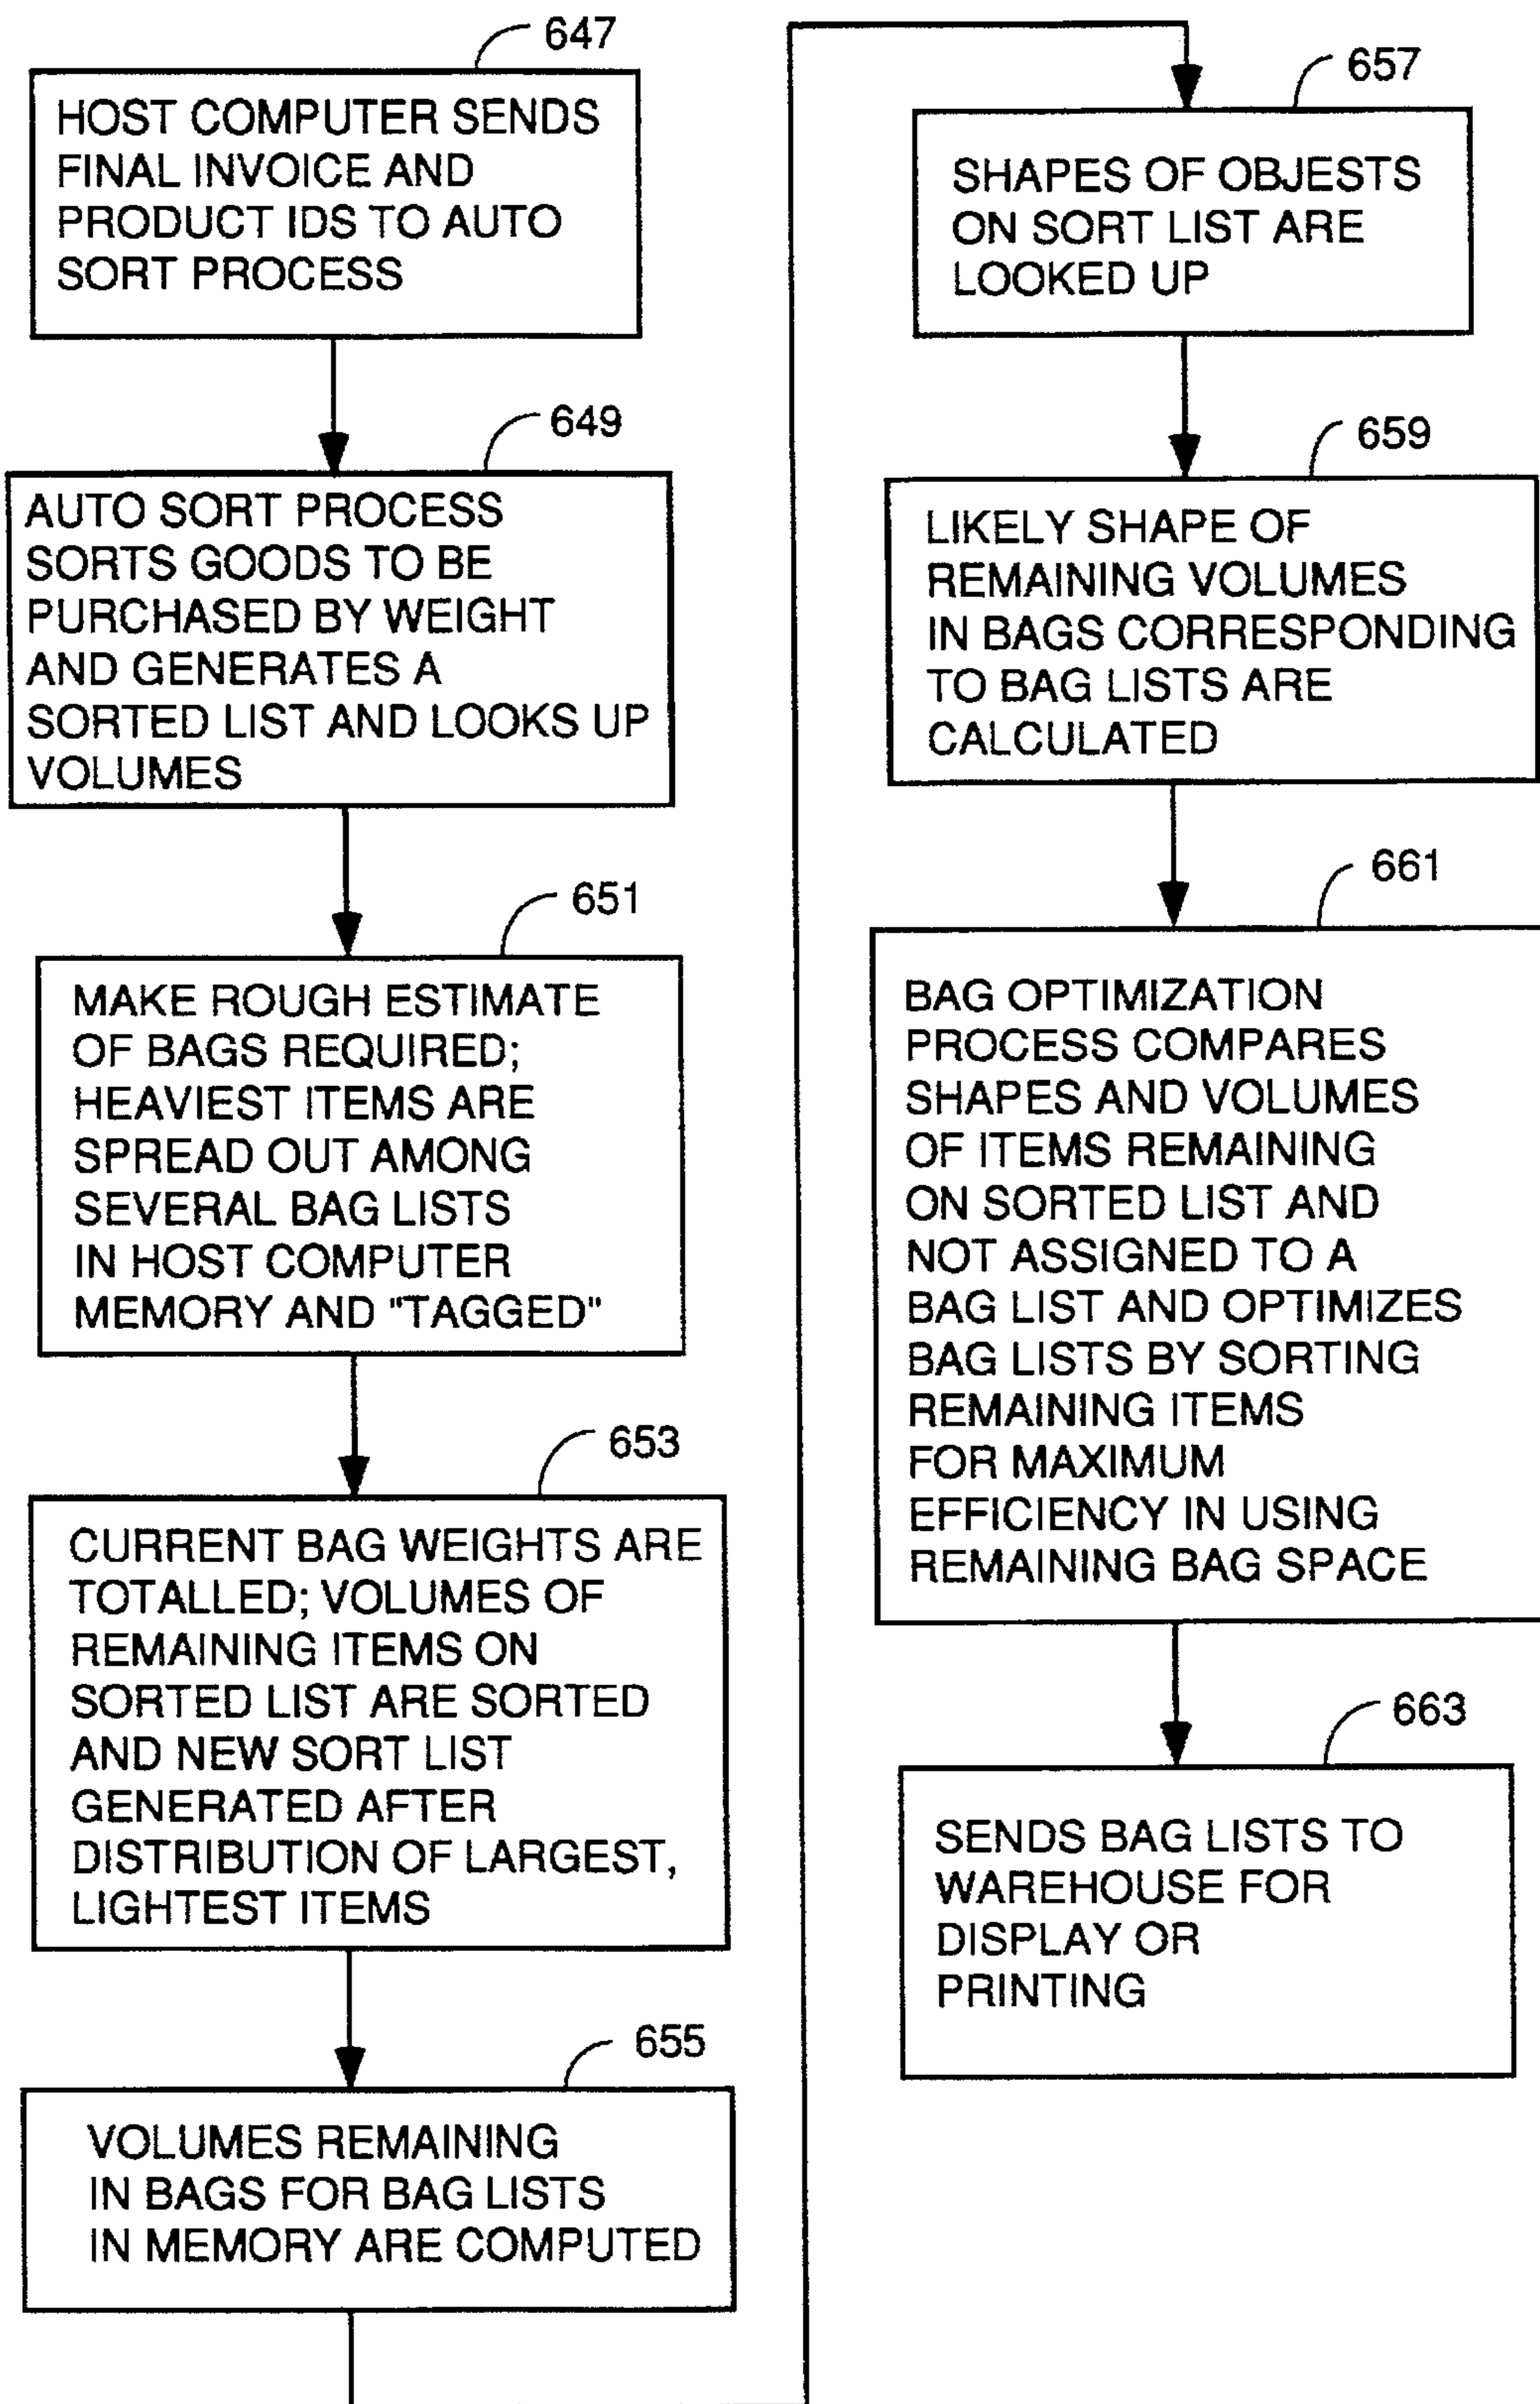 647
HOST COMPUTER SENDS
FINAL INVOICE AND
PRODUCT IDS TO AUTO
SORT PROCESS
649
AUTO SORT PROCESS
SORTS GOODS TO BE
PURCHASED BY WEIGHT
AND GENERATES A
SORTED LIST AND LOOKS UP
VOLUMES
651
MAKE ROUGH ESTIMATE
OF BAGS REQUIRED;
HEAVIEST ITEMS ARE
SPREAD OUT AMONG
SEVERAL BAG LISTS
IN HOST COMPUTER
MEMORY AND "TAGGED"
653
CURRENT BAG WEIGHTS ARE
TOTALLED; VOLUMES OF
REMAINING ITEMS ON
SORTED LIST ARE SORTED
AND NEW SORT LIST
GENERATED AFTER
DISTRIBUTION OF LARGEST,
LIGHTEST ITEMS
655
VOLUMES REMAINING
IN BAGS FOR BAG LISTS
IN MEMORY ARE COMPUTED
657
SHAPES OF OBJESTS
ON SORT LIST ARE
LOOKED UP
659
LIKELY SHAPE OF
REMAINING VOLUMES
IN BAGS CORRESPONDING
TO BAG LISTS ARE
CALCULATED
661
BAG OPTIMIZATION
PROCESS COMPARES
SHAPES AND VOLUMES
OF ITEMS REMAINING
ON SORTED LIST AND
NOT ASSIGNED TO A
BAG LIST AND OPTIMIZES
BAG LISTS BY SORTING
REMAINING ITEMS
FOR MAXIMUM
EFFICIENCY IN USING
REMAINING BAG SPACE
663
SENDS BAG LISTS TO
WAREHOUSE FOR
DISPLAY OR
PRINTING